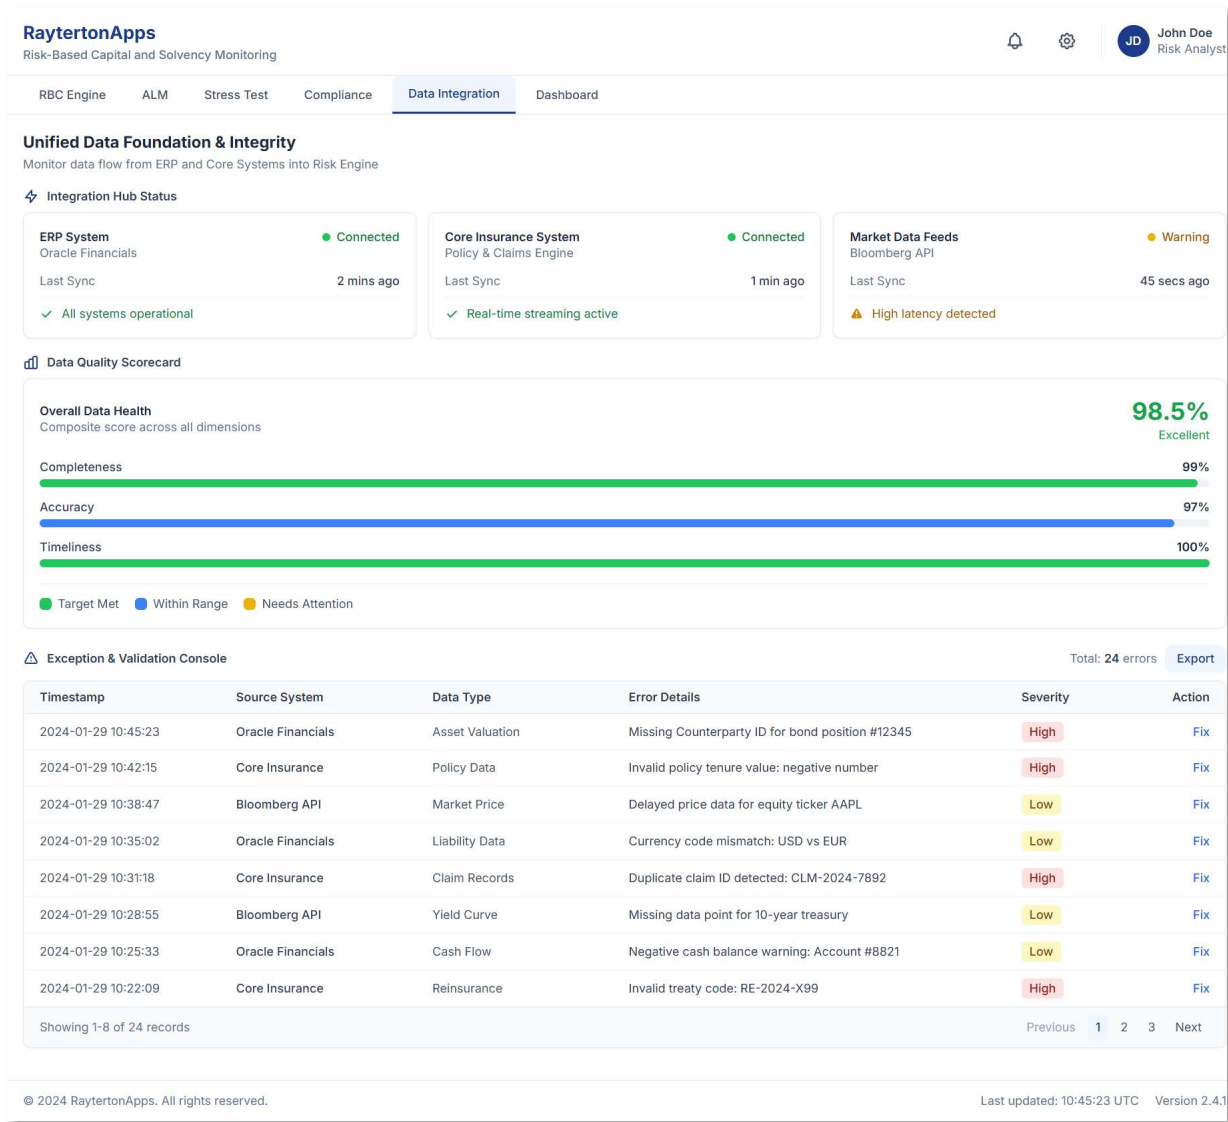 RaytertonApps
Risk-Based Capital and Solvency Monitoring
JD
John Doe
Risk Analyst
RBC Engine ALM Stress Test Compliance Data Integration Dashboard
Unified Data Foundation & Integrity
Monitor data flow from ERP and Core Systems into Risk Engine
Integration Hub Status
ERP System Connected
Oracle Financials
Last Sync 2 mins ago
All systems operational
Core Insurance System Connected
Policy & Claims Engine
Last Sync 1 min ago
Real-time streaming active
Market Data Feeds Warning
Bloomberg API
Last Sync 45 secs ago
High latency detected
Data Quality Scorecard
Overall Data Health 98.5%
Composite score across all dimensions Excellent
Completeness 99%
Accuracy 97%
Timeliness 100%
Target Met Within Range Needs Attention
Exception & Validation Console Total: 24 errors Export
Timestamp Source System Data Type Error Details Severity Action
2024-01-29 10:45:23 Oracle Financials Asset Valuation Missing Counterparty ID for bond position #12345 High Fix
2024-01-29 10:42:15 Core Insurance Policy Data Invalid policy tenure value: negative number High Fix
2024-01-29 10:38:47 Bloomberg API Market Price Delayed price data for equity ticker AAPL Low Fix
2024-01-29 10:35:02 Oracle Financials Liability Data Currency code mismatch: USD vs EUR Low Fix
2024-01-29 10:31:18 Core Insurance Claim Records Duplicate claim ID detected: CLM-2024-7892 High Fix
2024-01-29 10:28:55 Bloomberg API Yield Curve Missing data point for 10-year treasury Low Fix
2024-01-29 10:25:33 Oracle Financials Cash Flow Negative cash balance warning: Account #8821 Low Fix
2024-01-29 10:22:09 Core Insurance Reinsurance Invalid treaty code: RE-2024-X99 High Fix
Showing 1-8 of 24 records Previous 1 2 3 Next
© 2024 RaytertonApps. All rights reserved. Last updated: 10:45:23 UTC Version 2.4.1